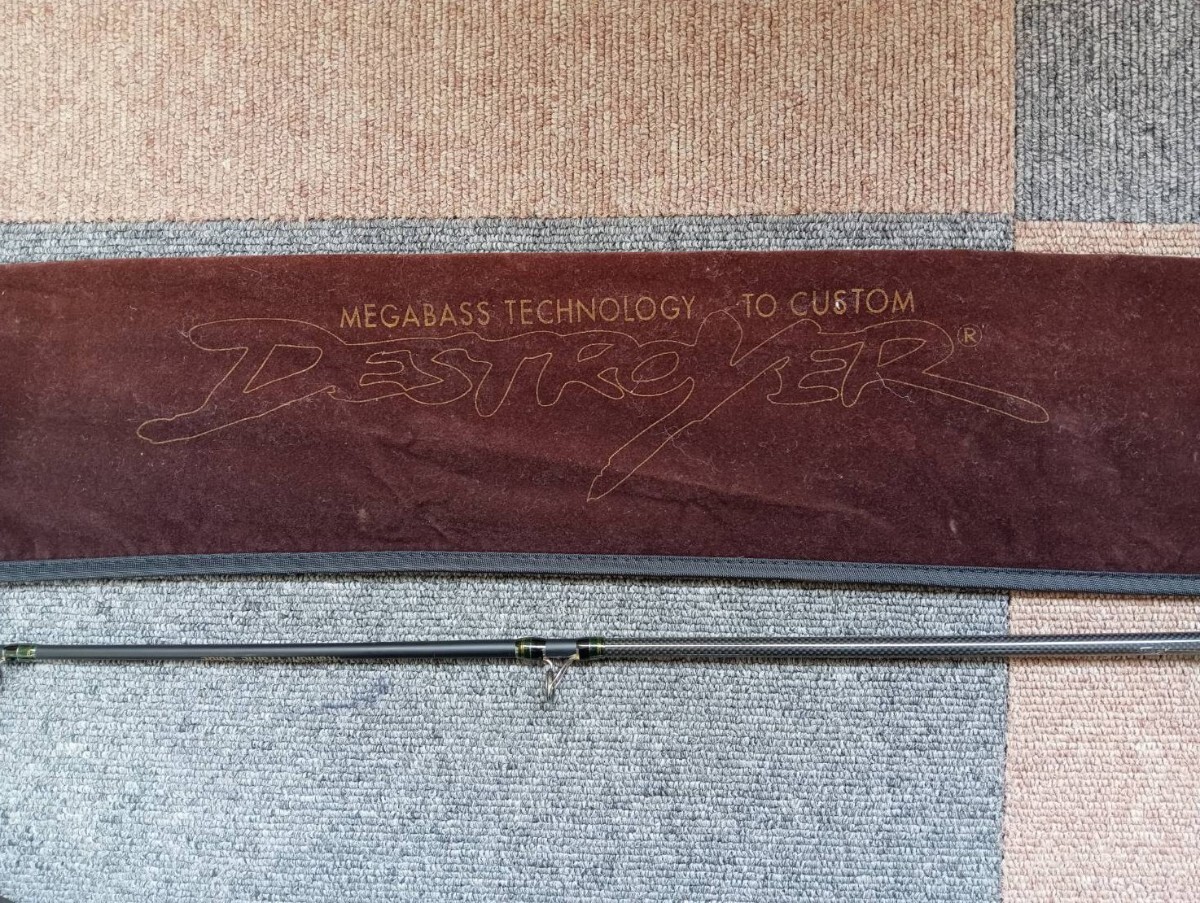 MEGABASS TECHNOLOGY TO CUSTOM
DESTROYER®